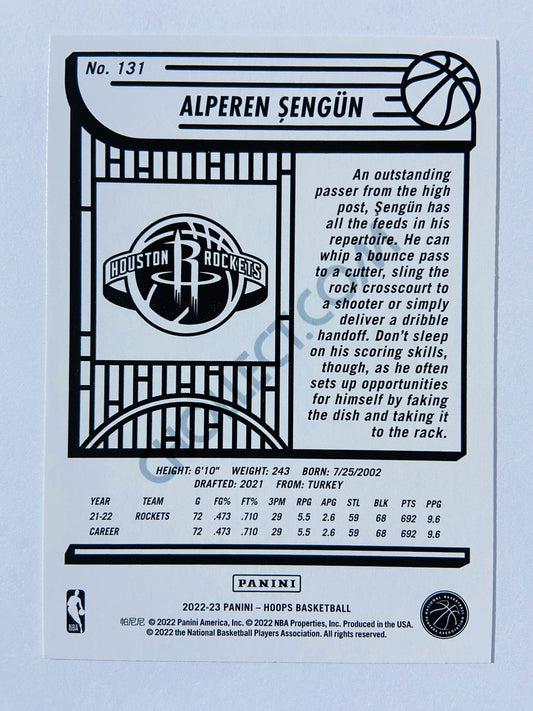 No. 131
ALPEREN ŞENGÜN
HOUSTON R ROCKETS
An outstanding
passer from the high
post, Şengün has
all the feeds in his
repertoire. He can
whip a bounce pass
to a cutter, sling the
rock crosscourt to
a shooter or simply
deliver a dribble
handoff. Don't sleep
on his scoring skills,
though, as he often
sets up opportunities
for himself by faking
the dish and taking it
to the rack.
HEIGHT: 6'10" WEIGHT: 243 BORN: 7/25/2002
DRAFTED: 2021 FROM: TURKEY
YEAR TEAM G FG% FT% 3PM RPG APG STL BLK PTS PPG
21-22 ROCKETS 72 .473 .710 29 5.5 2.6 59 68 692 9.6
CAREER 72 .473 .710 29 5.5 2.6 59 68 692 9.6
PANINI
2022-23 PANINI – HOOPS BASKETBALL
帕尼尼 © 2022 Panini America, Inc. © 2022 NBA Properties, Inc. Produced in the USA.
© 2022 the National Basketball Players Association. All rights reserved.
NBA
NATIONAL BASKETBALL PLAYERS ASSOCIATION